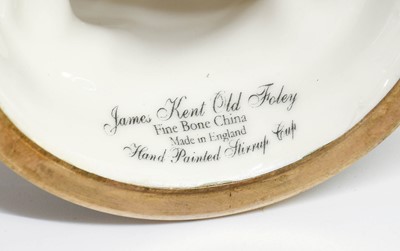 James Kent Old Foley
Fine Bone China
Made in England
Hand Painted Stirrup Cup